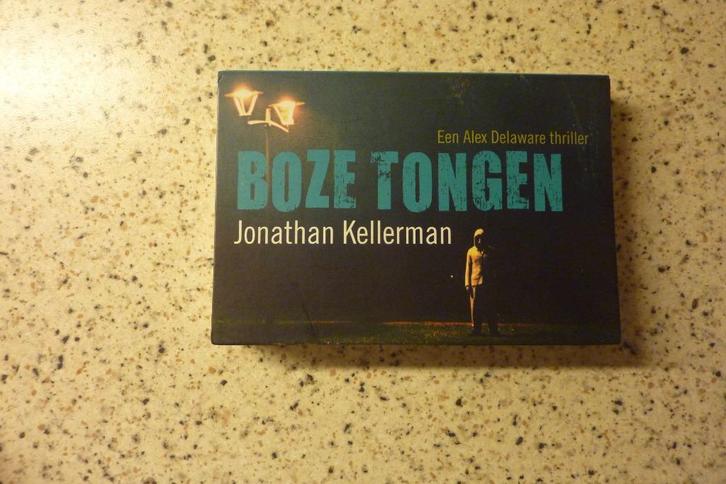 Een Alex Delaware thriller
BOZE TONGEN
Jonathan Kellerman